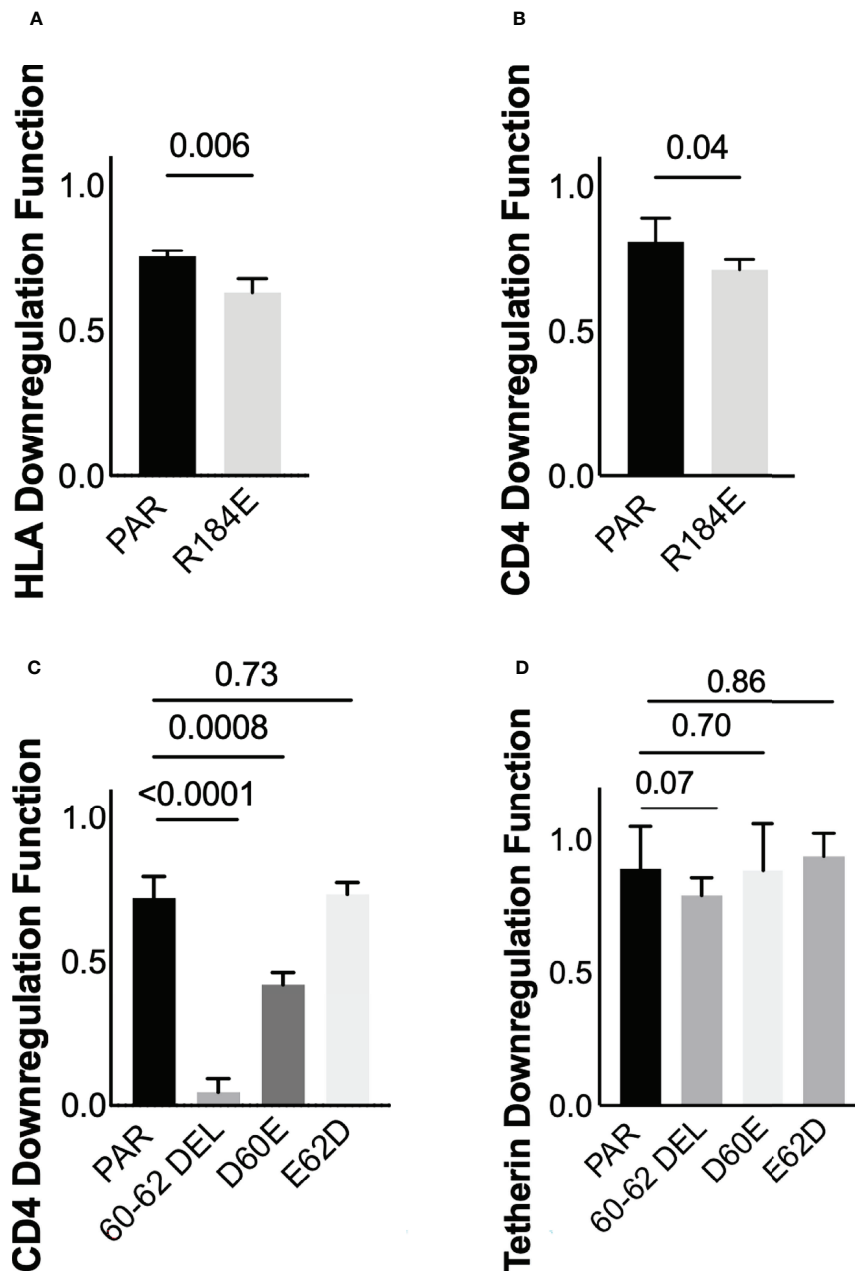 A
HLA Downregulation Function
0.006
1.0
0.5
0.0
PAR
R184E
B
CD4 Downregulation Function
0.04
1.0
0.5
0.0
PAR
R184E
C
CD4 Downregulation Function
0.73
0.0008
<0.0001
1.0
0.5
0.0
PAR
60-62 DEL
D60E
E62D
D
Tetherin Downregulation Function
0.86
0.70
0.07
1.0
0.5
0.0
PAR
60-62 DEL
D60E
E62D